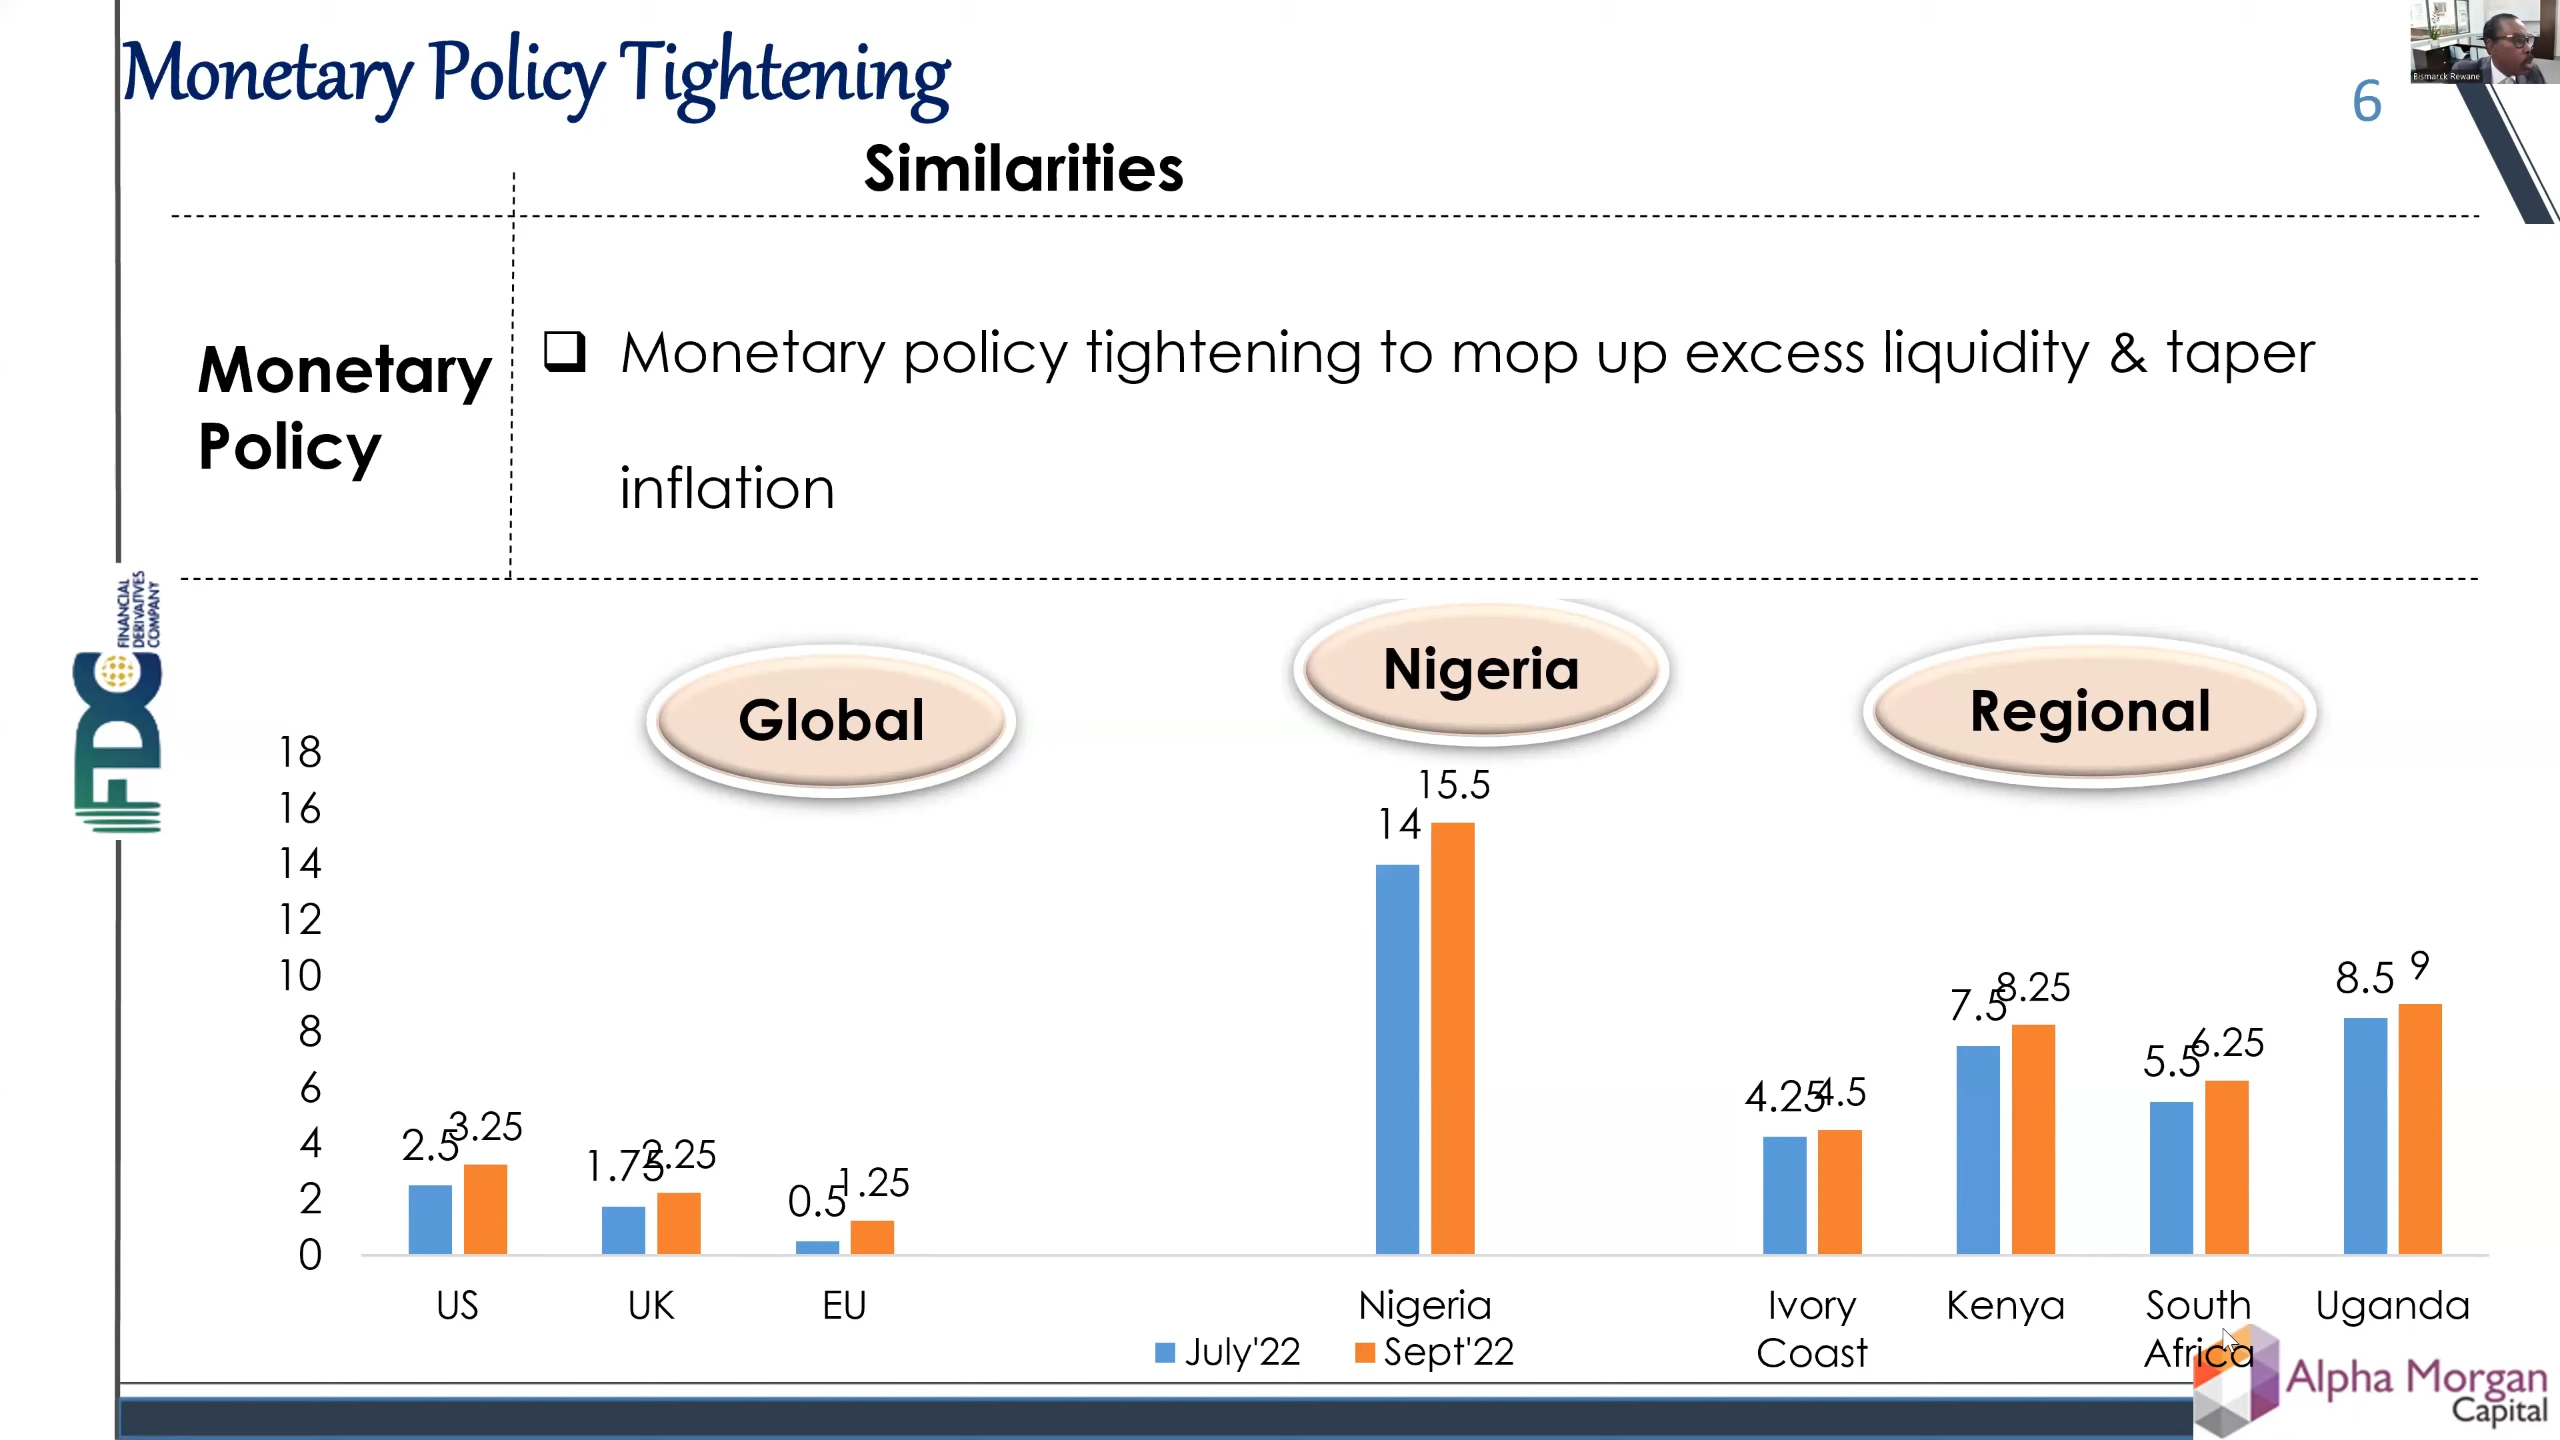 Monetary Policy Tightening
6
Bismarck Rewane
Similarities
Monetary
Policy
Monetary policy tightening to mop up excess liquidity & taper
inflation
FINANCIAL
DERIVATIVES
COMPANY
FDC
Global
Nigeria
Regional
18
16
14
12
10
8
6
4
2
0
2.5 3.25
1.75 2.25
0.5 1.25
14 15.5
4.25 4.5
7.5 8.25
5.5 6.25
8.5 9
US
UK
EU
Nigeria
Ivory
Coast
Kenya
South
Africa
Uganda
July'22 Sept'22
Alpha Morgan
Capital